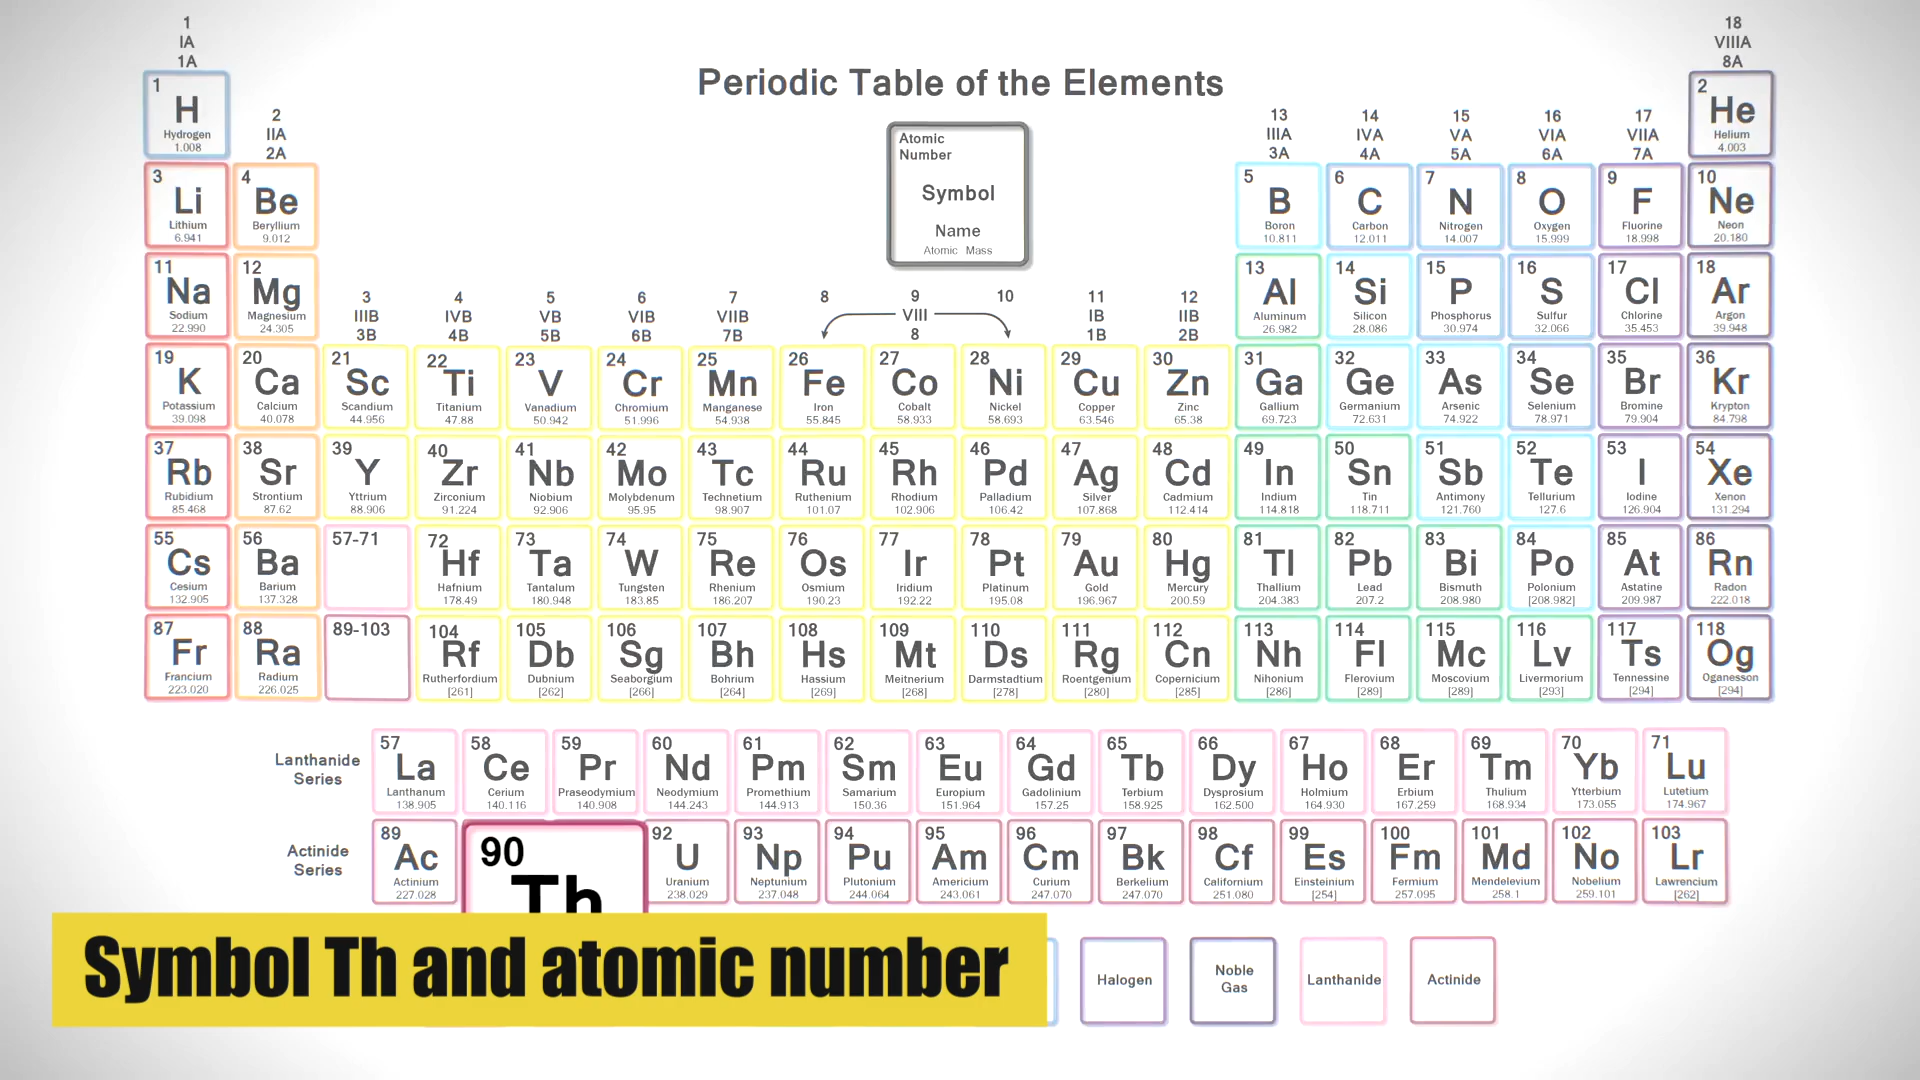 1
IA
1A
18
VIIIA
8A
Periodic Table of the Elements
1
H
Hydrogen
1.008
2
IIA
2A
Atomic
Number
Symbol
Name
Atomic Mass
13
IIIA
3A
14
IVA
4A
15
VA
5A
16
VIA
6A
17
VIIA
7A
2
He
Helium
4.003
3 4 5 6 7 8 9 10
Li Be B C N O F Ne
Lithium Beryllium Boron Carbon Nitrogen Oxygen Fluorine Neon
6.941 9.012 10.811 12.011 14.007 15.999 18.998 20.180
11 12 13 14 15 16 17 18
Na Mg Al Si P S Cl Ar
Sodium Magnesium Aluminum Silicon Phosphorus Sulfur Chlorine Argon
22.990 24.305 26.982 28.086 30.974 32.066 35.453 39.948
3 4 5 6 7 8 9 10 11 12
IIIB IVB VB VIB VIIB VIII IB IIB
3B 4B 5B 6B 7B 8 1B 2B
19 20 21 22 23 24 25 26 27 28 29 30 31 32 33 34 35 36
K Ca Sc Ti V Cr Mn Fe Co Ni Cu Zn Ga Ge As Se Br Kr
Potassium Calcium Scandium Titanium Vanadium Chromium Manganese Iron Cobalt Nickel Copper Zinc Gallium Germanium Arsenic Selenium Bromine Krypton
39.098 40.078 44.956 47.88 50.942 51.996 54.938 55.845 58.933 58.693 63.546 65.38 69.723 72.631 74.922 78.971 79.904 84.798
37 38 39 40 41 42 43 44 45 46 47 48 49 50 51 52 53 54
Rb Sr Y Zr Nb Mo Tc Ru Rh Pd Ag Cd In Sn Sb Te I Xe
Rubidium Strontium Yttrium Zirconium Niobium Molybdenum Technetium Ruthenium Rhodium Palladium Silver Cadmium Indium Tin Antimony Tellurium Iodine Xenon
85.468 87.62 88.906 91.224 92.906 95.95 98.907 101.07 102.906 106.42 107.868 112.414 114.818 118.711 121.760 127.6 126.904 131.294
55 56 57-71 72 73 74 75 76 77 78 79 80 81 82 83 84 85 86
Cs Ba Hf Ta W Re Os Ir Pt Au Hg Tl Pb Bi Po At Rn
Cesium Barium Hafnium Tantalum Tungsten Rhenium Osmium Iridium Platinum Gold Mercury Thallium Lead Bismuth Polonium Astatine Radon
132.905 137.328 178.49 180.948 183.85 186.207 190.23 192.22 195.08 196.967 200.59 204.383 207.2 208.980 [208.982] 209.987 222.018
87 88 89-103 104 105 106 107 108 109 110 111 112 113 114 115 116 117 118
Fr Ra Rf Db Sg Bh Hs Mt Ds Rg Cn Nh Fl Mc Lv Ts Og
Francium Radium Rutherfordium Dubnium Seaborgium Bohrium Hassium Meitnerium Darmstadtium Roentgenium Copernicium Nihonium Flerovium Moscovium Livermorium Tennessine Oganesson
223.020 226.025 [261] [262] [266] [264] [269] [268] [278] [280] [285] [286] [289] [289] [293] [294] [294]
Lanthanide
Series
57 58 59 60 61 62 63 64 65 66 67 68 69 70 71
La Ce Pr Nd Pm Sm Eu Gd Tb Dy Ho Er Tm Yb Lu
Lanthanum Cerium Praseodymium Neodymium Promethium Samarium Europium Gadolinium Terbium Dysprosium Holmium Erbium Thulium Ytterbium Lutetium
138.905 140.116 140.908 144.243 144.913 150.36 151.964 157.25 158.925 162.500 164.930 167.259 168.934 173.055 174.967
Actinide
Series
89 90 92 93 94 95 96 97 98 99 100 101 102 103
Ac Th U Np Pu Am Cm Bk Cf Es Fm Md No Lr
Actinium Uranium Neptunium Plutonium Americium Curium Berkelium Californium Einsteinium Fermium Mendelevium Nobelium Lawrencium
227.028 238.029 237.048 244.064 243.061 247.070 247.070 251.080 [254] 257.095 258.1 259.101 [262]
Symbol Th and atomic number
Halogen
Noble
Gas
Lanthanide
Actinide